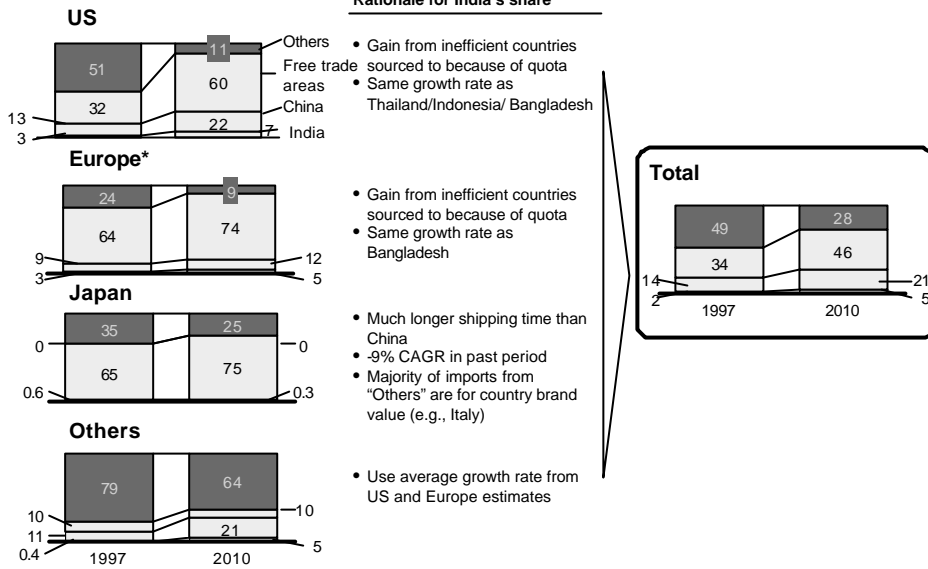 Rationale for India's share
US
51
32
13
3
11
60
22
7
Others
Free trade
areas
China
India
• Gain from inefficient countries
sourced to because of quota
• Same growth rate as
Thailand/Indonesia/ Bangladesh
Europe*
24
64
9
3
9
74
12
5
• Gain from inefficient countries
sourced to because of quota
• Same growth rate as
Bangladesh
Japan
35
65
0
0.6
25
75
0
0.3
• Much longer shipping time than
China
• -9% CAGR in past period
• Majority of imports from
“Others” are for country brand
value (e.g., Italy)
Others
79
10
11
0.4
64
10
21
5
1997
2010
• Use average growth rate from
US and Europe estimates
Total
49
34
14
2
28
46
21
5
1997
2010